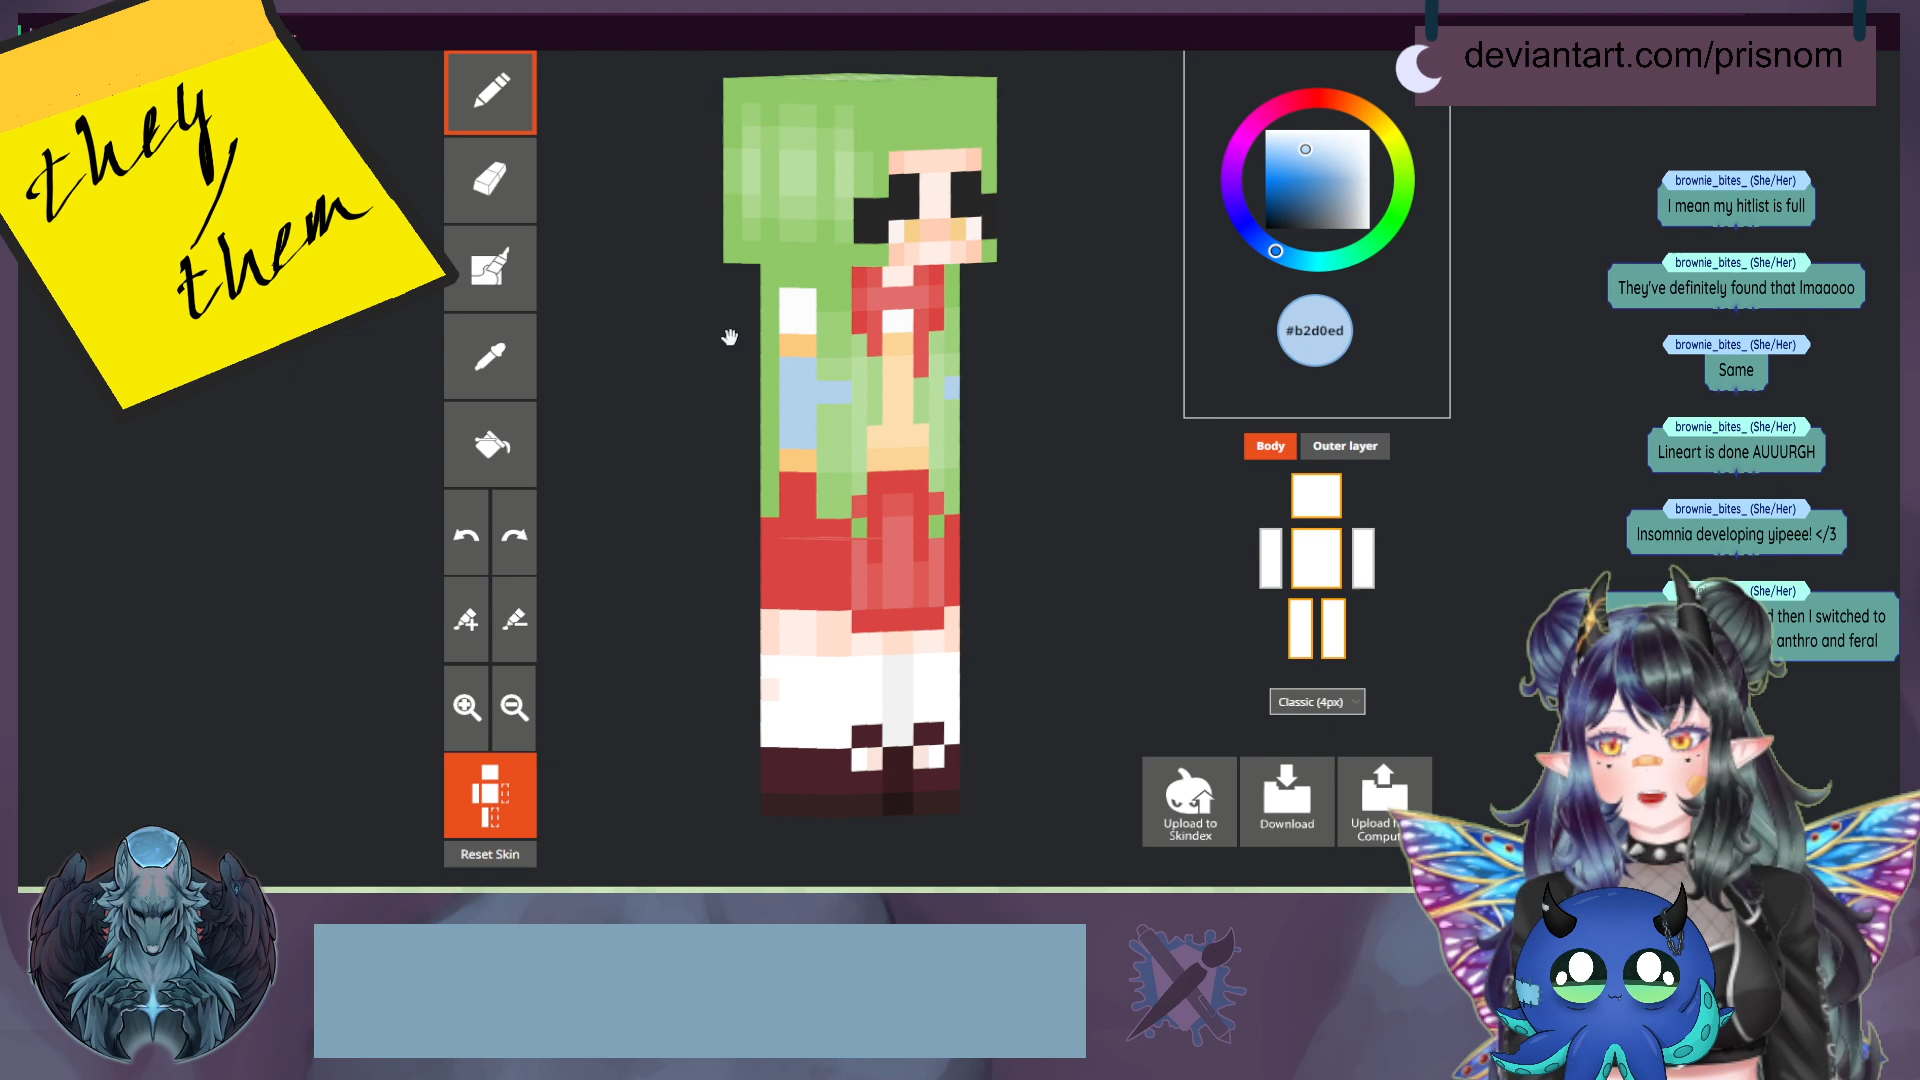 they
/
them
deviantart.com/prisnom
#b2d0ed
Body
Outer layer
Classic (4px)
Upload to
Skindex
Download
Upload
Reset Skin
brownie_bites_ (She/Her)
I mean my hitlist is full
brownie_bites_ (She/Her)
They've definitely found that lmaaooo
brownie_bites_ (She/Her)
Same
brownie_bites_ (She/Her)
Lineart is done AUUURGH
brownie_bites_ (She/Her)
Insomnia developing yipeee! </3
(She/Her)
then I switched to
anthro and feral